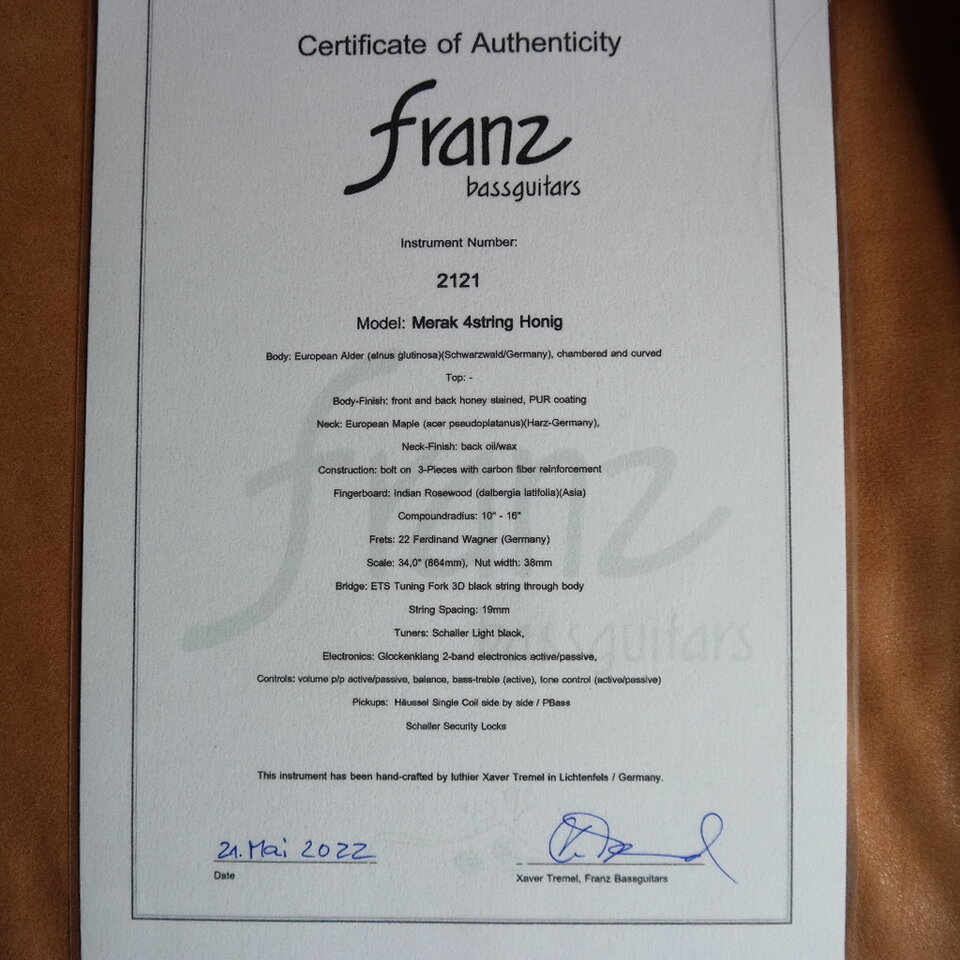 Certificate of Authenticity
franz
bassguitars
Instrument Number:
2121
Model: Merak 4string Honig
Body: European Alder (alnus glutinosa)(Schwarzwald/Germany), chambered and curved
Top: -
Body-Finish: front and back honey stained, PUR coating
Neck: European Maple (acer pseudoplatanus)(Harz-Germany),
Neck-Finish: back oil/wax
Construction: bolt on 3-Pieces with carbon fiber reinforcement
Fingerboard: Indian Rosewood (dalbergia latifolia)(Asia)
Compoundradius: 10" - 16"
Frets: 22 Ferdinand Wagner (Germany)
Scale: 34,0" (864mm), Nut width: 38mm
Bridge: ETS Tuning Fork 3D black string through body
String Spacing: 19mm
Tuners: Schaller Light black,
Electronics: Glockenklang 2-band electronics active/passive,
Controls: volume p/p active/passive, balance, bass-treble (active), tone control (active/passive)
Pickups: Häussel Single Coil side by side / PBass
Schaller Security Locks
franz
bassguitars
This instrument has been hand-crafted by luthier Xaver Tremel in Lichtenfels / Germany.
21. Mai 2022
Date
Xaver Tremel, Franz Bassguitars